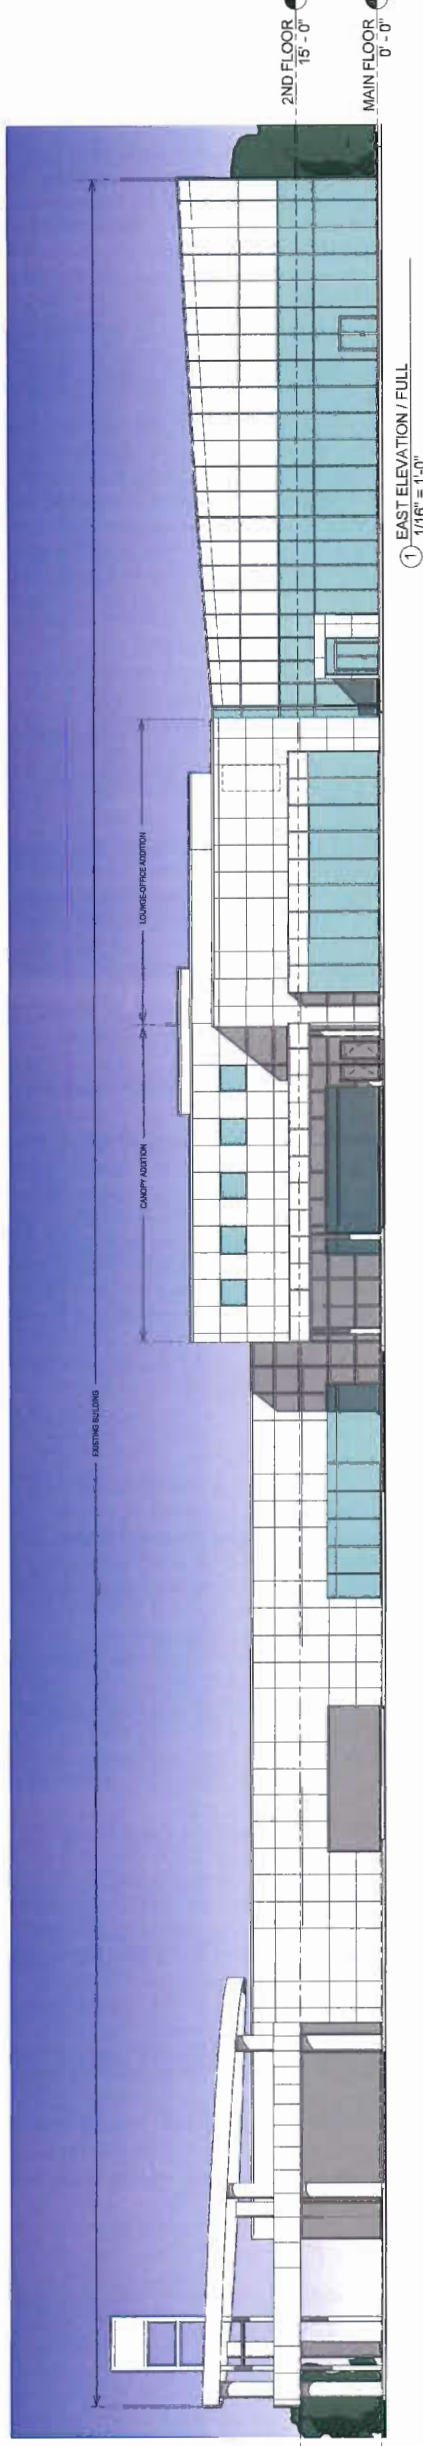 2ND FLOOR
15' - 0"
MAIN FLOOR
0' - 0"
LOUNGE-OFFICE ADDITION
CANOPY ADDITION
EXISTING BUILDING
1
EAST ELEVATION / FULL
1/16" = 1'-0"